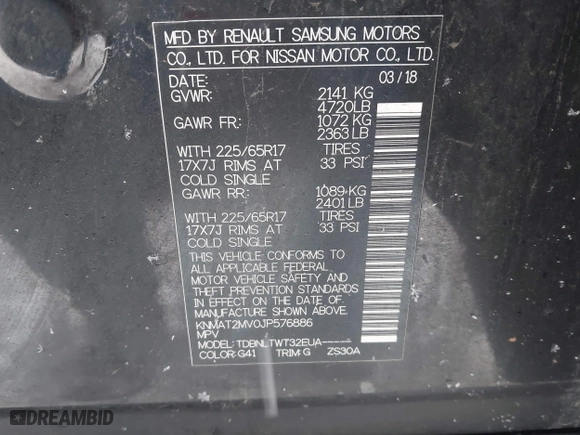 MFD BY RENAULT SAMSUNG MOTORS
CO., LTD. FOR NISSAN MOTOR CO., LTD.
DATE: 03/18
GVWR: 2141 KG
4720LB
GAWR FR: 1072 KG
2363 LB
WITH 225/65R17 TIRES
17X7J RIMS AT 33 PSI
COLD SINGLE
GAWR RR: 1089 KG
2401 LB
WITH 225/65R17 TIRES
17X7J RIMS AT 33 PSI
COLD SINGLE
THIS VEHICLE CONFORMS TO
ALL APPLICABLE FEDERAL
MOTOR VEHICLE SAFETY AND
THEFT PREVENTION STANDARDS
IN EFFECT ON THE DATE OF
MANUFACTURE SHOWN ABOVE.
KNMAT2MV0JP576886
MPV
MODEL: TDBNLTWT32EUA-----
COLOR: G41 TRIM: G ZS30A
DREAMBID